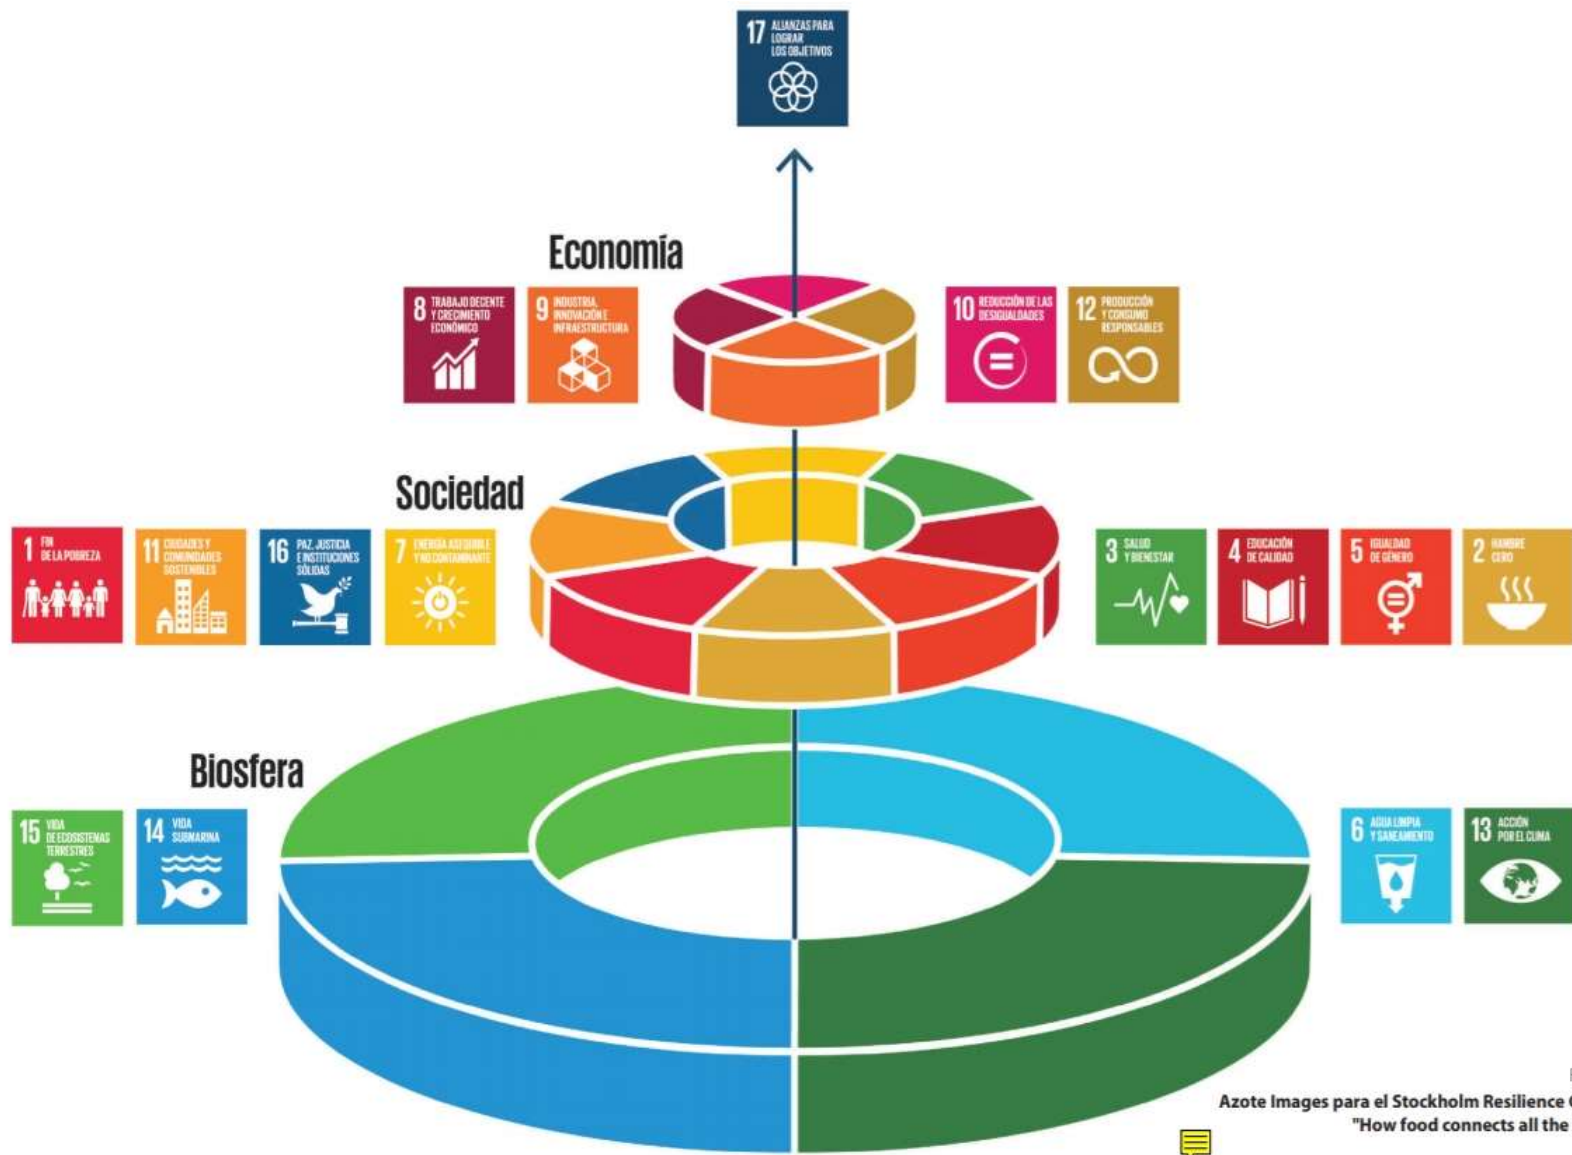 17 ALIANZAS PARA
LOGRAR
LOS OBJETIVOS
Economía
8 TRABAJO DECENTE
Y CRECIMIENTO
ECONÓMICO
9 INDUSTRIA,
INNOVACIÓN E
INFRAESTRUCTURA
10 REDUCCIÓN DE LAS
DESIGUALDADES
12 PRODUCCIÓN
Y CONSUMO
RESPONSABLES
Sociedad
1 FIN
DE LA POBREZA
11 CIUDADES Y
COMUNIDADES
SOSTENIBLES
16 PAZ, JUSTICIA
E INSTITUCIONES
SÓLIDAS
7 ENERGÍA ASEQUIBLE
Y NO CONTAMINANTE
3 SALUD
Y BIENESTAR
4 EDUCACIÓN
DE CALIDAD
5 IGUALDAD
DE GÉNERO
2 HAMBRE
CERO
Biosfera
15 VIDA
DE ECOSISTEMAS
TERRESTRES
14 VIDA
SUBMARINA
6 AGUA LIMPIA
Y SANEAMIENTO
13 ACCIÓN
POR EL CLIMA
Azote Images para el Stockholm Resilience
"How food connects all the